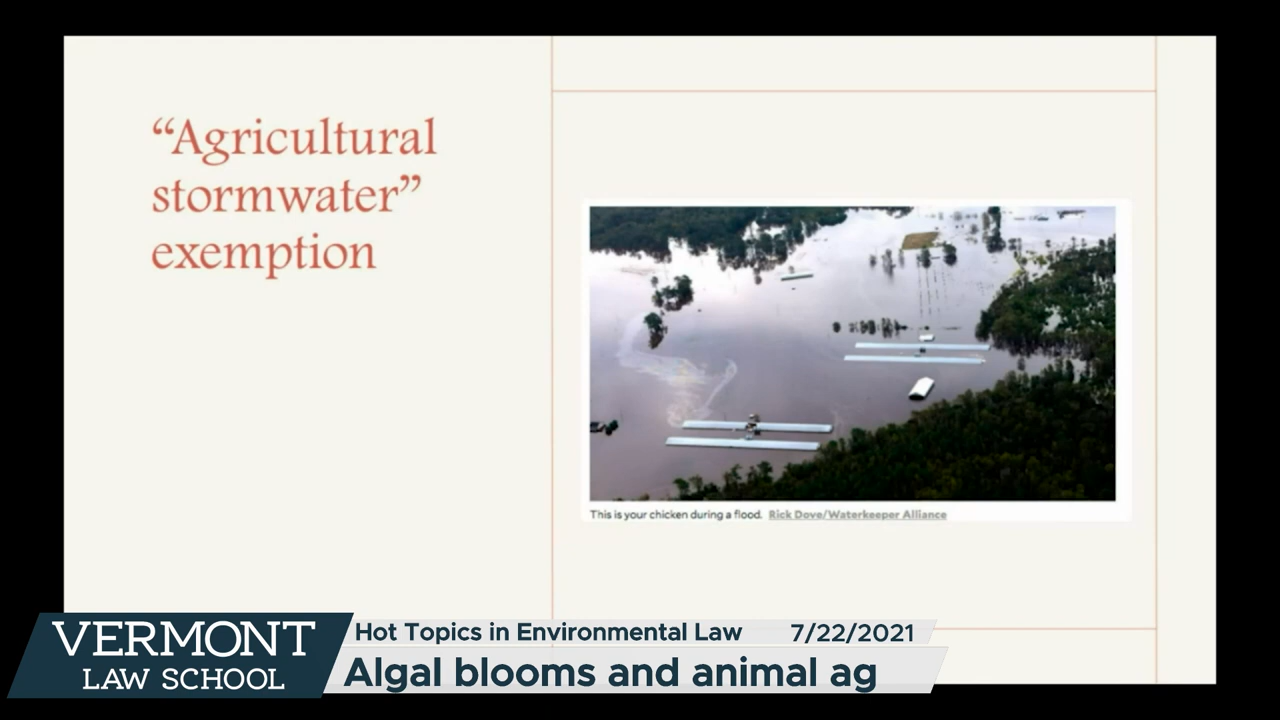 “Agricultural
stormwater”
exemption
This is your chicken during a flood. Rick Dove/Waterkeeper Alliance
VERMONT
LAW SCHOOL
Hot Topics in Environmental Law 7/22/2021
Algal blooms and animal ag